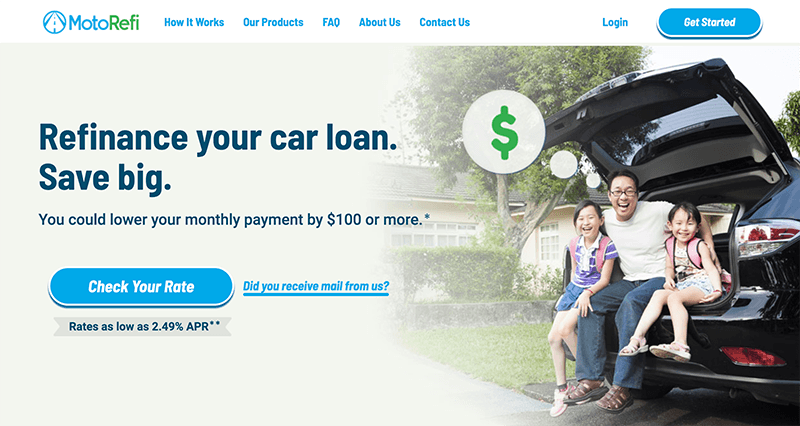 MotoRefi
How It Works
Our Products
FAQ
About Us
Contact Us
Login
Get Started
Refinance your car loan.
Save big.
You could lower your monthly payment by $100 or more.*
$
Check Your Rate
Did you receive mail from us?
Rates as low as 2.49% APR**